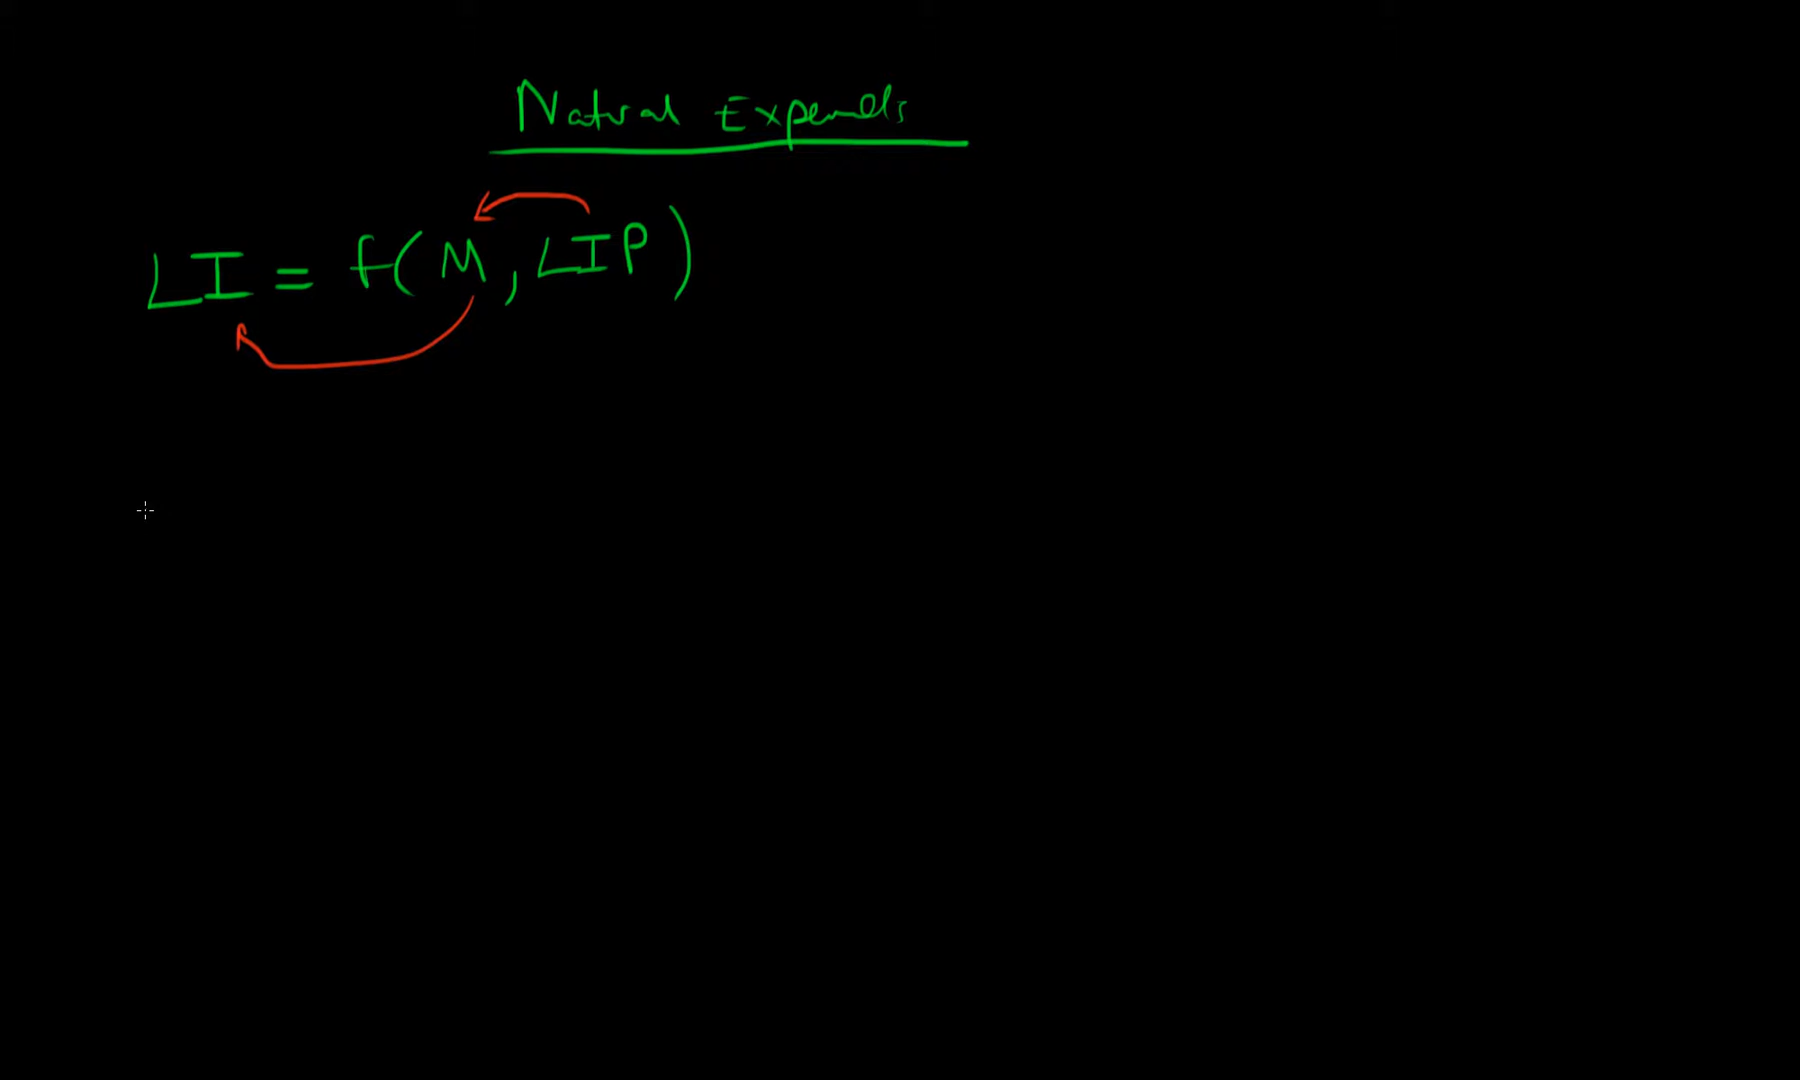 Natural Experiments
LI = f(M, LIP)